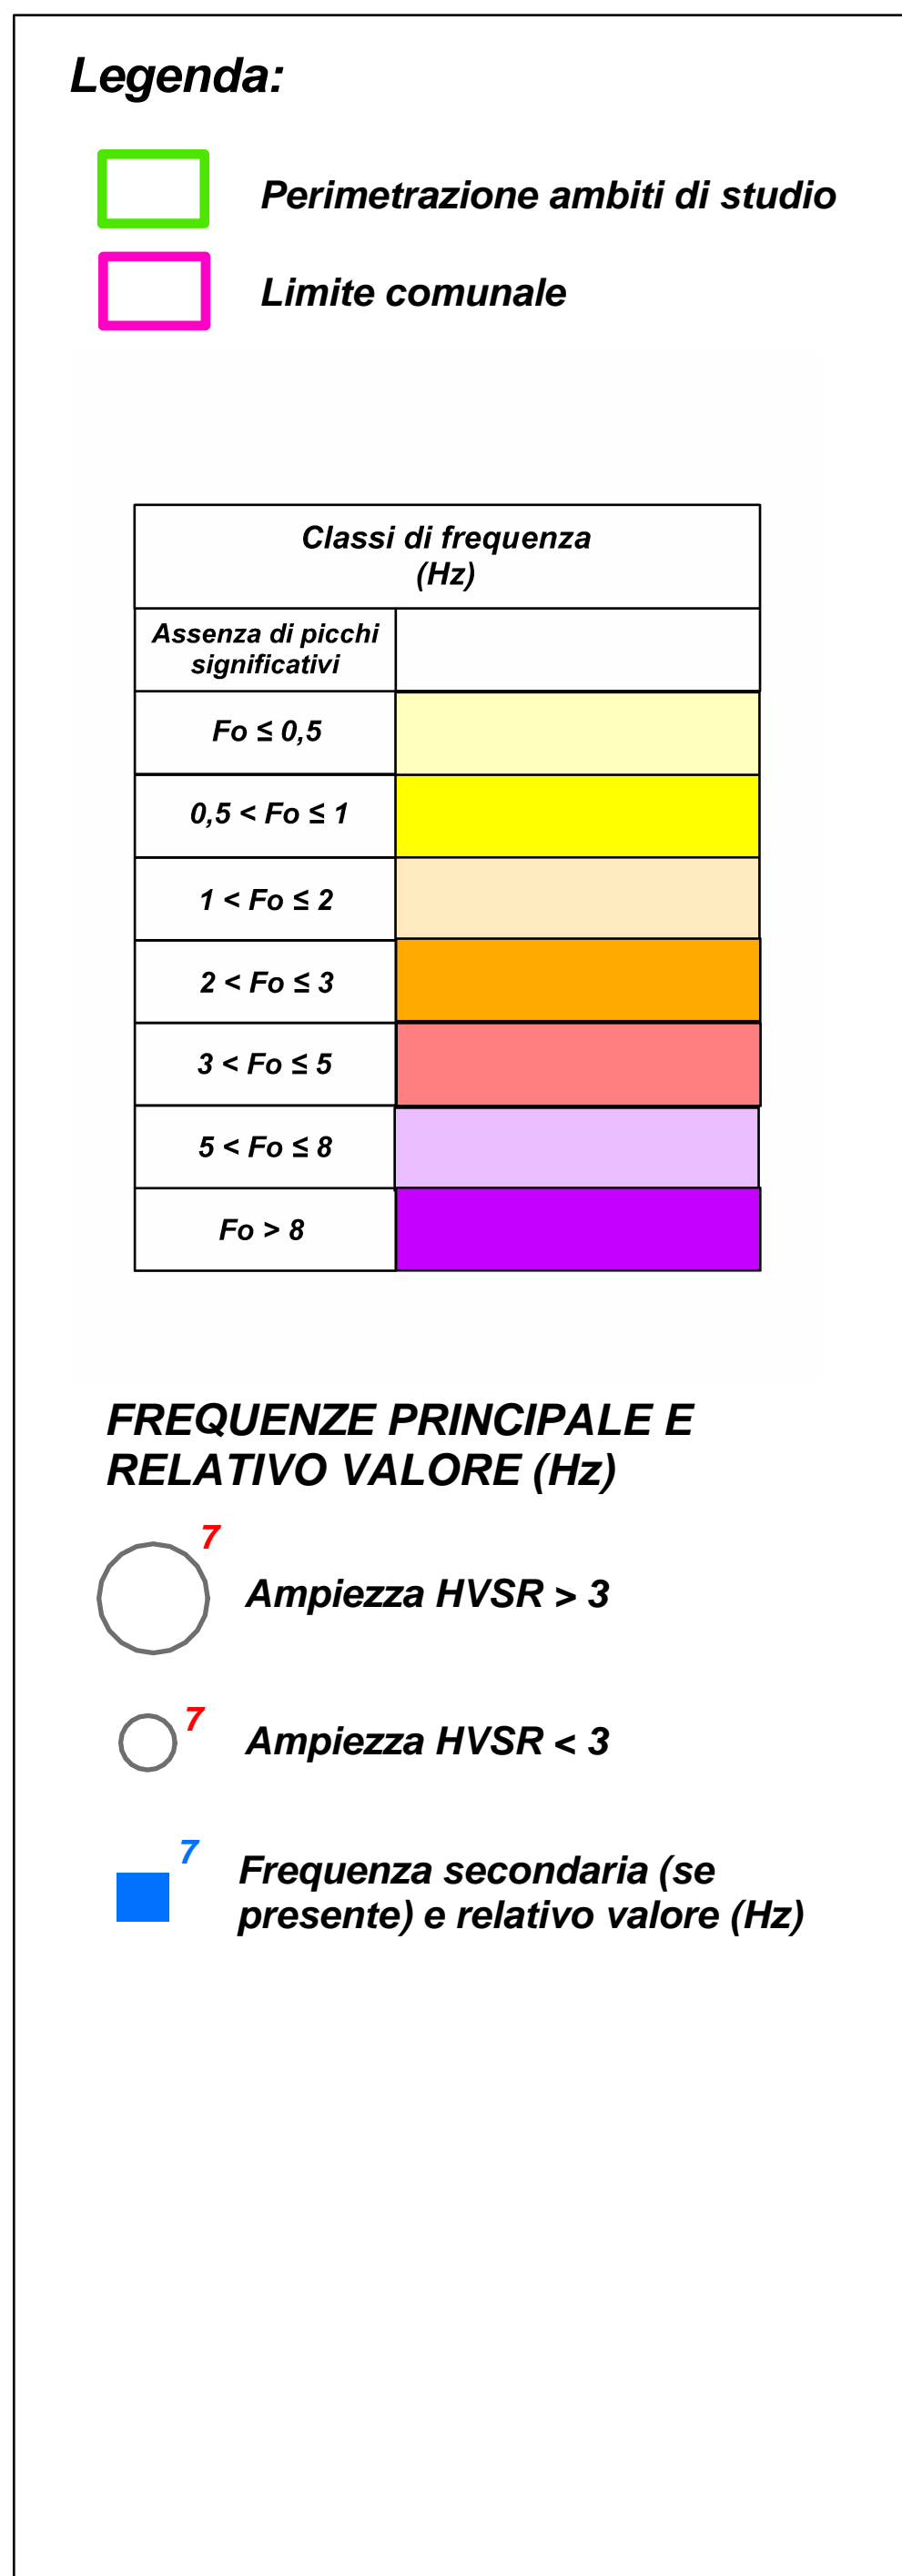 Legenda:
Perimetrazione ambiti di studio
Limite comunale
Classi di frequenza
(Hz)
Assenza di picchi
significativi
Fo ≤ 0,5
0,5 < Fo ≤ 1
1 < Fo ≤ 2
2 < Fo ≤ 3
3 < Fo ≤ 5
5 < Fo ≤ 8
Fo > 8
FREQUENZE PRINCIPALE E
RELATIVO VALORE (Hz)
7
Ampiezza HVSR > 3
7
Ampiezza HVSR < 3
7
Frequenza secondaria (se
presente) e relativo valore (Hz)